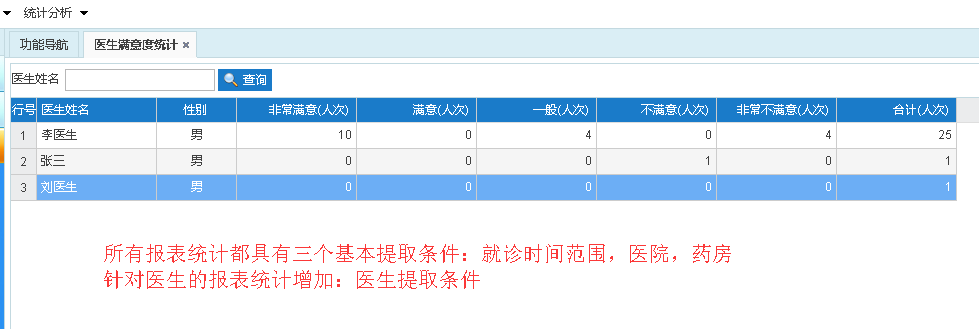 统计分析
功能导航 医生满意度统计 ×
医生姓名 查询
行号 医生姓名 性别 非常满意(人次) 满意(人次) 一般(人次) 不满意(人次) 非常不满意(人次) 合计(人次)
1 李医生 男 10 0 4 0 4 25
2 张三 男 0 0 0 1 0 1
3 刘医生 男 0 0 0 0 0 1
所有报表统计都具有三个基本提取条件：就诊时间范围，医院，药房
针对医生的报表统计增加：医生提取条件